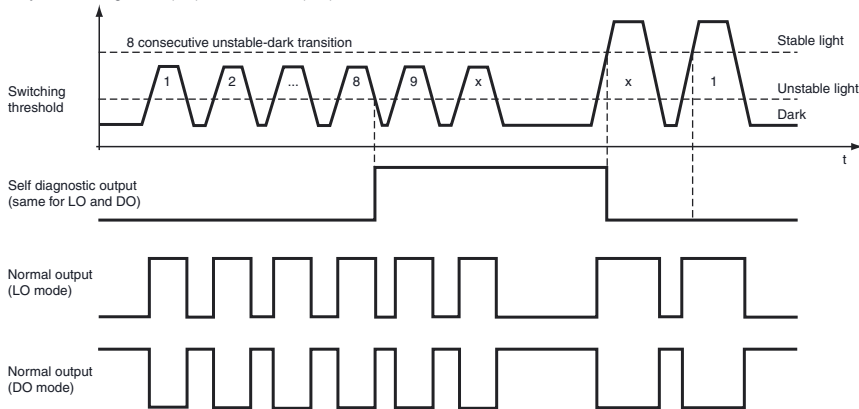 8 consecutive unstable-dark transition
Stable light
Switching
threshold
1 2 ... 8 9 x x 1
Unstable light
Dark
t
Self diagnostic output
(same for LO and DO)
Normal output
(LO mode)
Normal output
(DO mode)